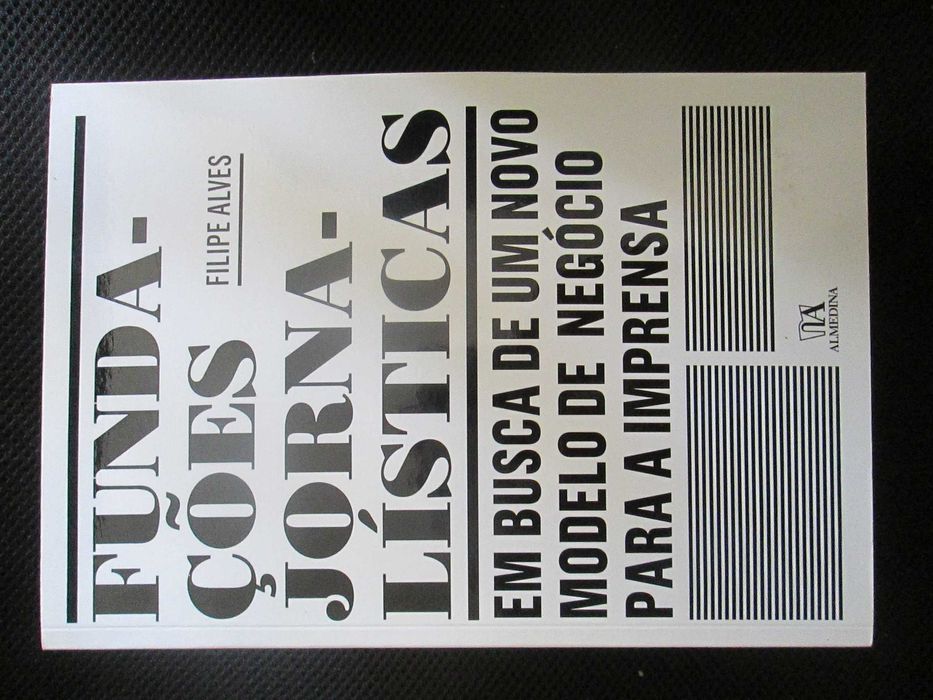 FUNDA-
ÇÕES
FILIPE ALVES
JORNA-
LÍSTICAS
EM BUSCA DE UM NOVO
MODELO DE NEGÓCIO
PARA A IMPRENSA
ALMEDINA